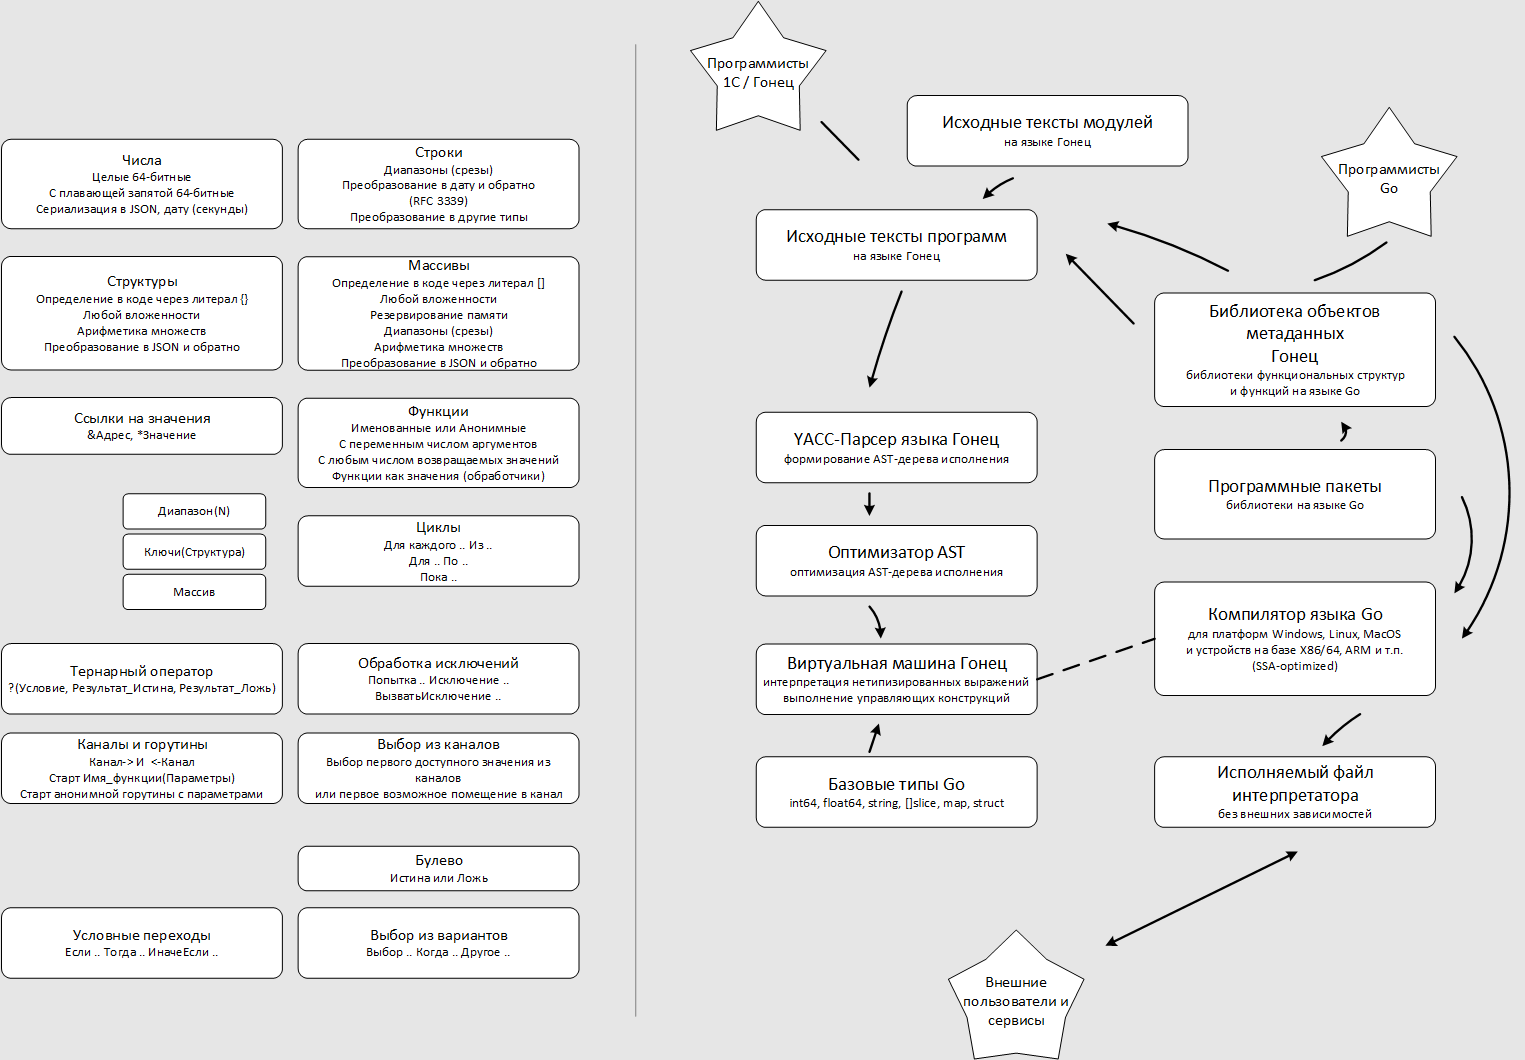 Числа
Целые 64-битные
С плавающей запятой 64-битные
Сериализация в JSON, дату (секунды)
Строки
Диапазоны (срезы)
Преобразование в дату и обратно
(RFC 3339)
Преобразование в другие типы
Структуры
Определение в коде через литерал {}
Любой вложенности
Арифметика множеств
Преобразование в JSON и обратно
Массивы
Определение в коде через литерал []
Любой вложенности
Резервирование памяти
Диапазоны (срезы)
Арифметика множеств
Преобразование в JSON и обратно
Ссылки на значения
&Адрес, *Значение
Функции
Именованные или Анонимные
С переменным числом аргументов
С любым числом возвращаемых значений
Функции как значения (обработчики)
Диапазон(N)
Ключи(Структура)
Массив
Циклы
Для каждого .. Из ..
Для .. По ..
Пока ..
Тернарный оператор
?(Условие, Результат_Истина, Результат_Ложь)
Обработка исключений
Попытка .. Исключение ..
ВызватьИсключение ..
Каналы и горутины
Канал-> И <-Канал
Старт Имя_функции(Параметры)
Старт анонимной горутины с параметрами
Выбор из каналов
Выбор первого доступного значения из
каналов
или первое возможное помещение в канал
Булево
Истина или Ложь
Условные переходы
Если .. Тогда .. ИначеЕсли ..
Выбор из вариантов
Выбор .. Когда .. Другое ..
Программисты
1С / Гонец
Исходные тексты модулей
на языке Гонец
Программисты
Go
Исходные тексты программ
на языке Гонец
Библиотека объектов
метаданных
Гонец
библиотеки функциональных структур
и функций на языке Go
YACC-Парсер языка Гонец
формирование AST-дерева исполнения
Программные пакеты
библиотеки на языке Go
Оптимизатор AST
оптимизация AST-дерева исполнения
Компилятор языка Go
для платформ Windows, Linux, MacOS
и устройств на базе X86/64, ARM и т.п.
(SSA-optimized)
Виртуальная машина Гонец
интерпретация нетипизированных выражений
выполнение управляющих конструкций
Базовые типы Go
int64, float64, string, []slice, map, struct
Исполняемый файл
интерпретатора
без внешних зависимостей
Внешние
пользователи и
сервисы